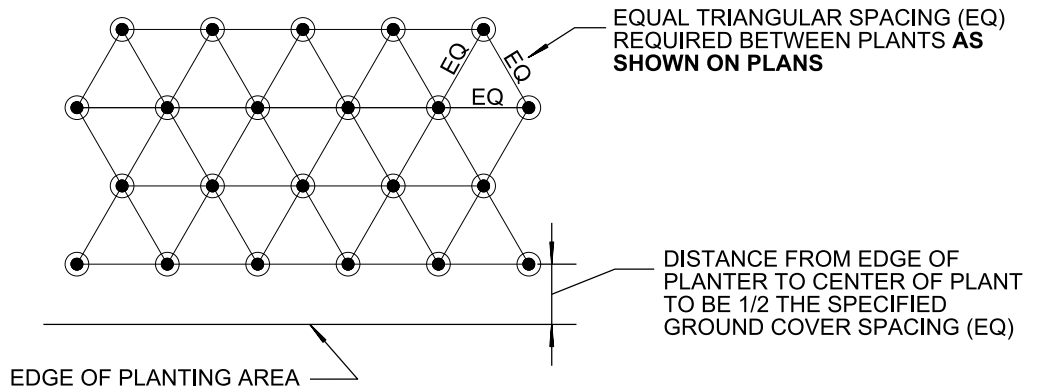 EQUAL TRIANGULAR SPACING (EQ)
REQUIRED BETWEEN PLANTS AS
SHOWN ON PLANS
EQ
EQ
EQ
DISTANCE FROM EDGE OF
PLANTER TO CENTER OF PLANT
TO BE 1/2 THE SPECIFIED
GROUND COVER SPACING (EQ)
EDGE OF PLANTING AREA